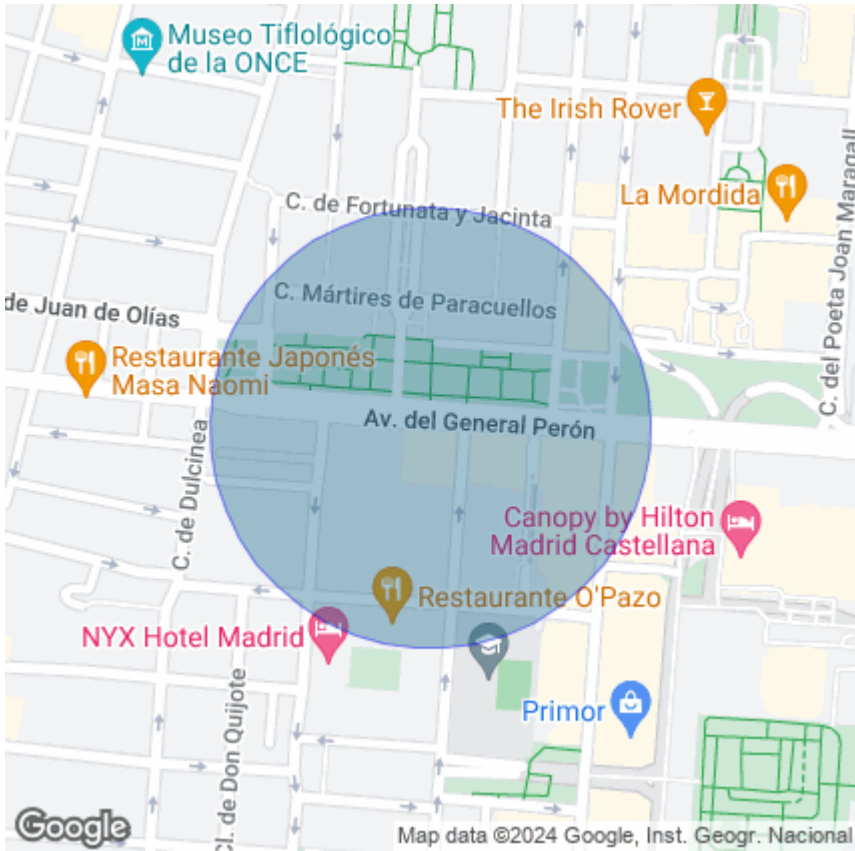 Museo Tiflológico
de la ONCE
The Irish Rover
La Mordida
C. de Fortunata y Jacinta
C. del Poeta Joan Maragall
C. Mártires de Paracuellos
de Juan de Olías
Restaurante Japonés
Masa Naomi
Av. del General Perón
C. de Dulcinea
Canopy by Hilton
Madrid Castellana
Restaurante O'Pazo
NYX Hotel Madrid
Primor
Cl. de Don Quijote
Google
Map data ©2024 Google, Inst. Geogr. Nacional